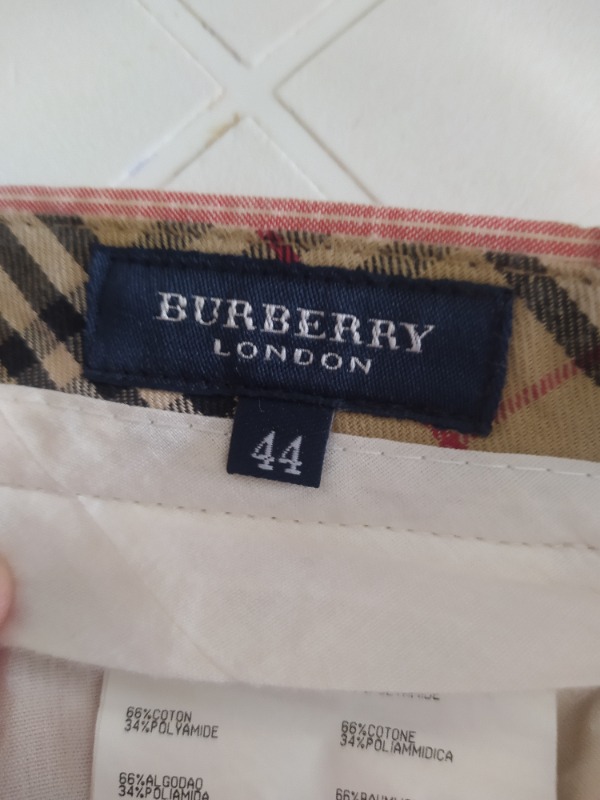 BURBERRY
LONDON
44
66%COTON
34%POLYAMIDE
66%COTONE
34%POLIAMMIDICA
66%ALGODAO
34%POLIAMIDA